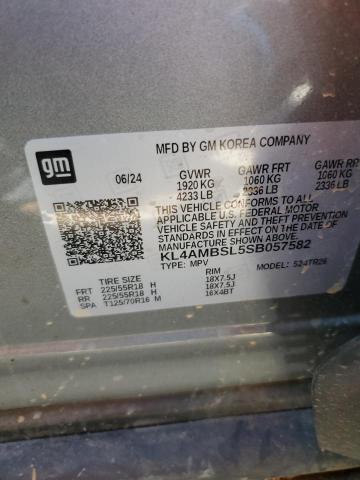 gm
MFD BY GM KOREA COMPANY
06/24 GVWR GAWR FRT GAWR RR
1920 KG 1060 KG 1060 KG
4233 LB 2336 LB 2336 LB
THIS VEHICLE CONFORMS TO ALL APPLICABLE
U.S. FEDERAL MOTOR VEHICLE SAFETY
STANDARDS IN EFFECT ON THE DATE OF
MANUFACTURE SHOWN ABOVE.
KL4AMBSL5SB057582
TYPE: MPV MODEL: 524TR26
TIRE SIZE RIM
FRT 225/55R18 H 18X7.5J
RR 225/55R18 H 18X7.5J
SPA T125/70R16 M 16X4BT